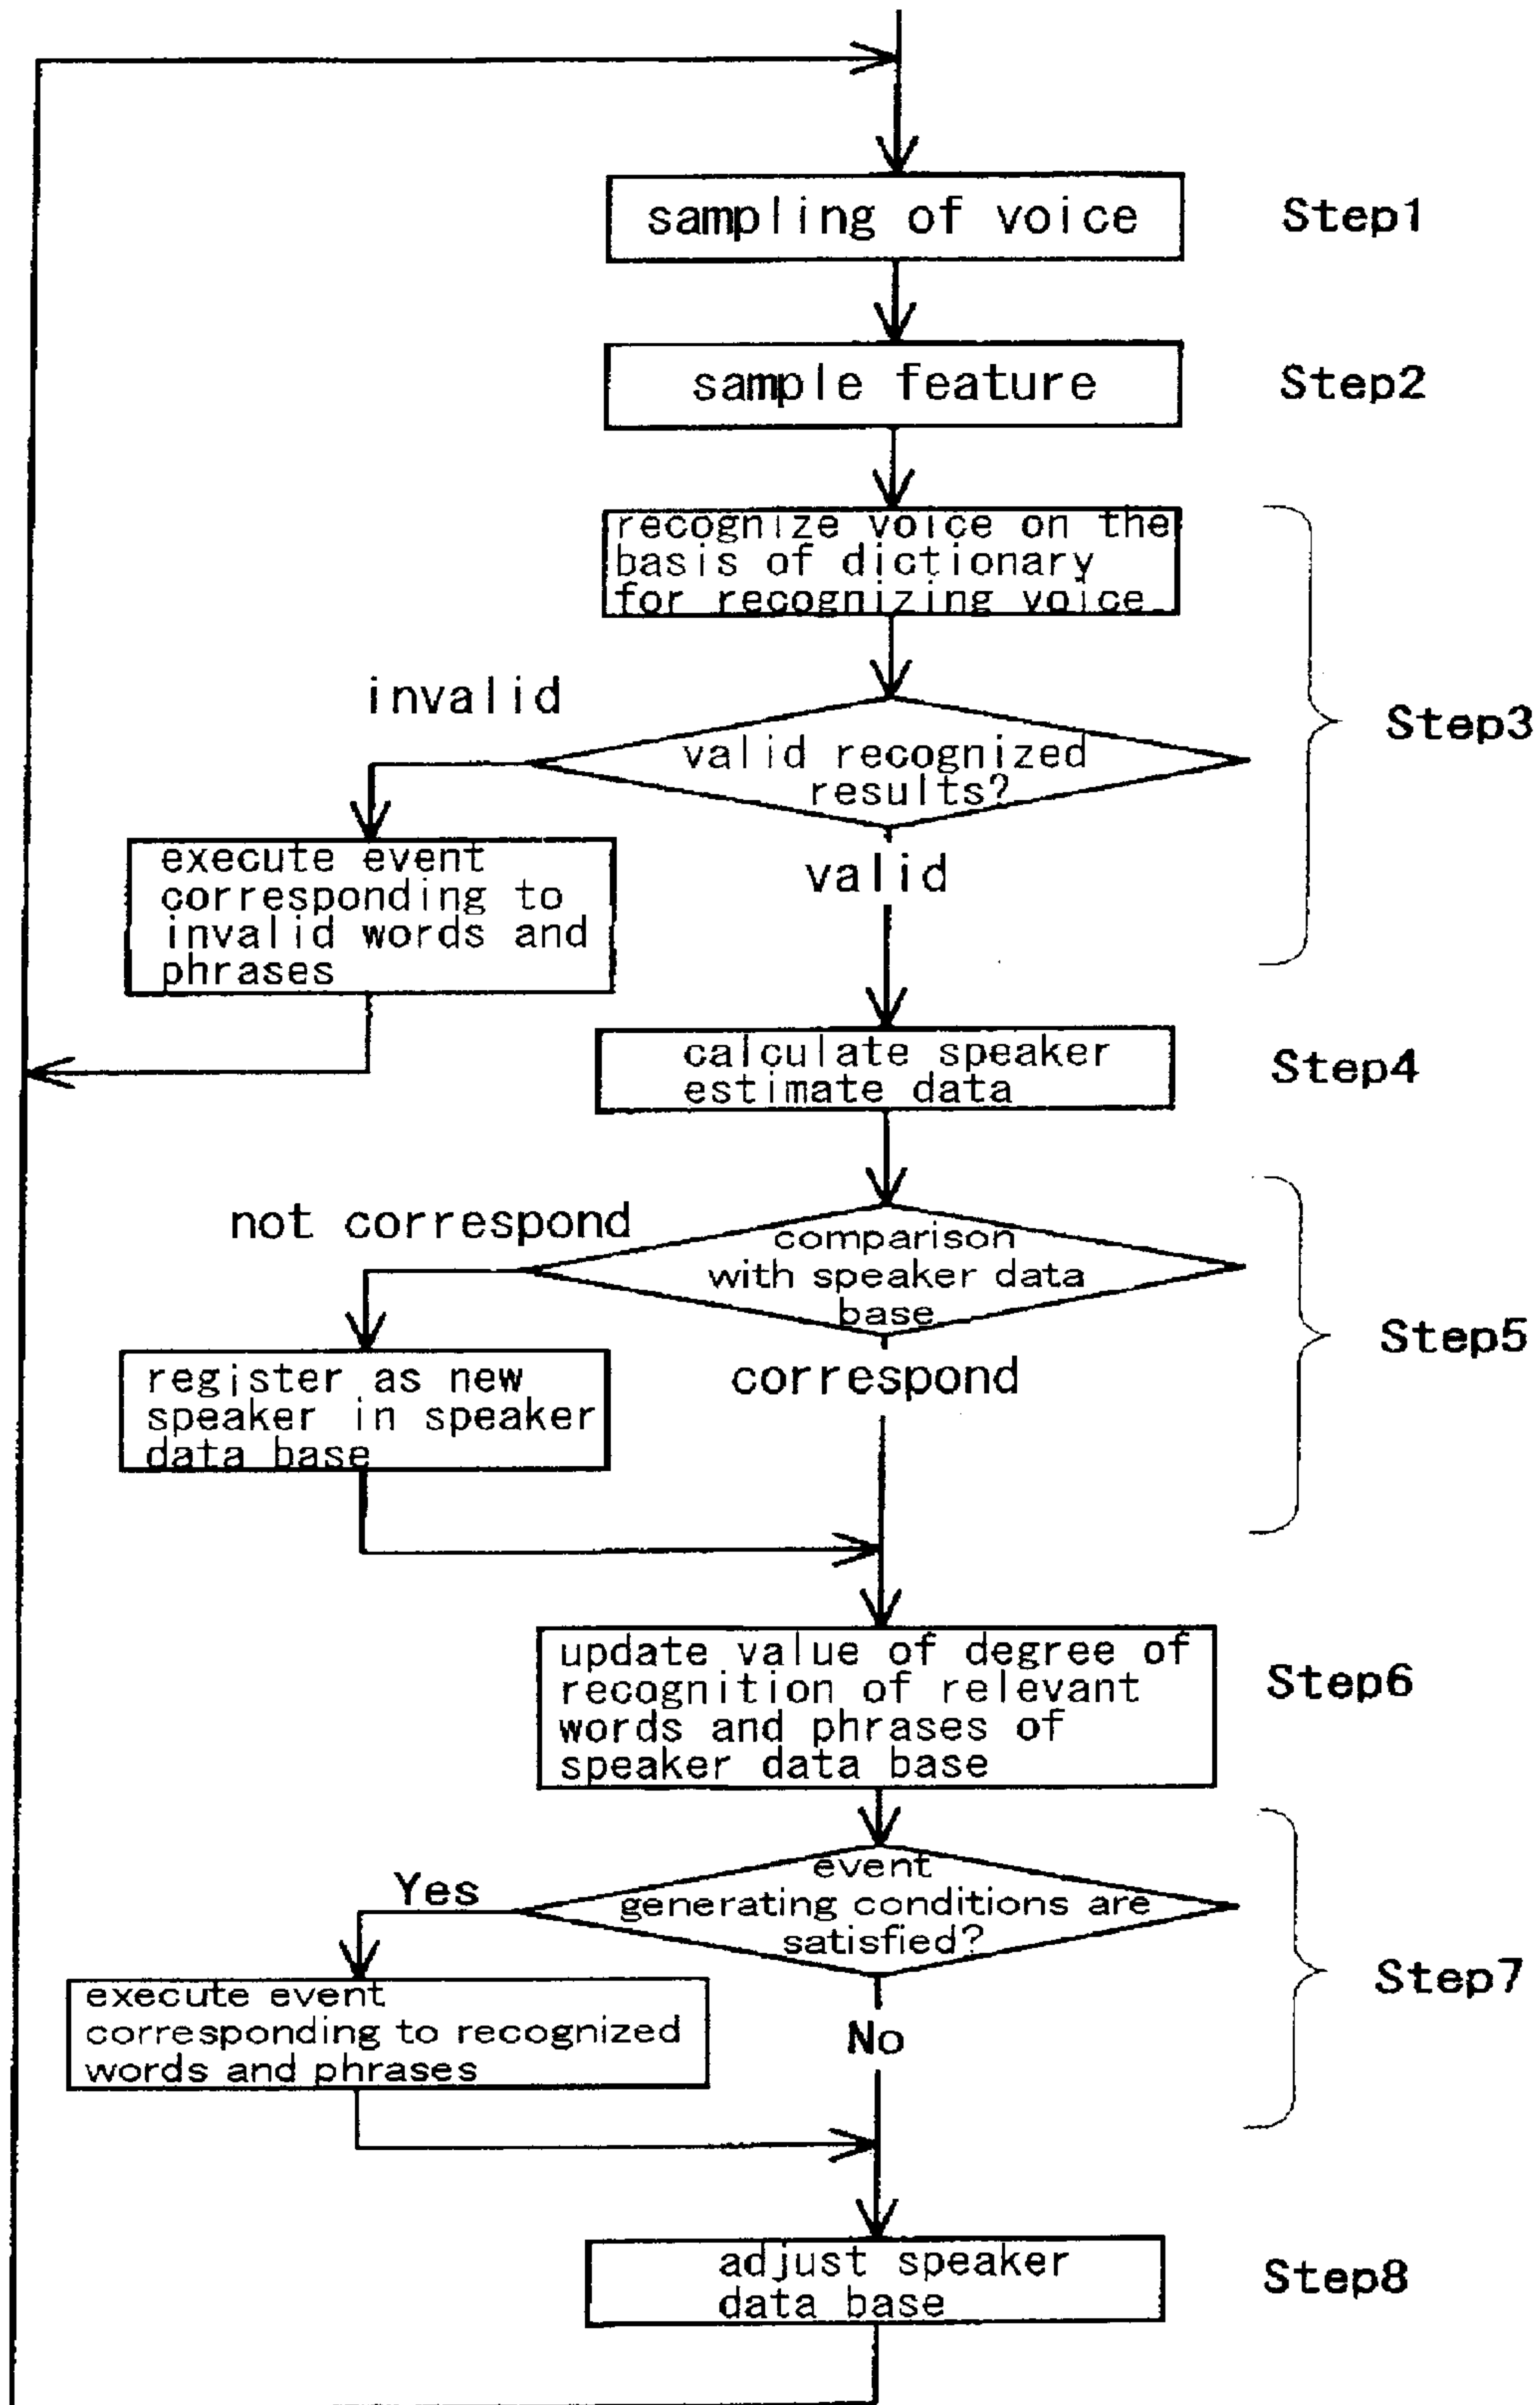 sampling of voice
Step1
sample feature
Step2
recognize voice on the
basis of dictionary
for recognizing voice.
invalid
valid recognized
results?
Step3
execute event
corresponding to
invalid words and
phrases
valid
calculate speaker
estimate data
Step4
not correspond
comparison
with speaker data
base
Step5
register as new
speaker in speaker
data base
correspond
update value of degree of
recognition of relevant
words and phrases of
speaker data base
Step6
Yes
event
generating conditions are
satisfied?
Step7
execute event
corresponding to recognized
words and phrases
No
adjust speaker
data base
Step8